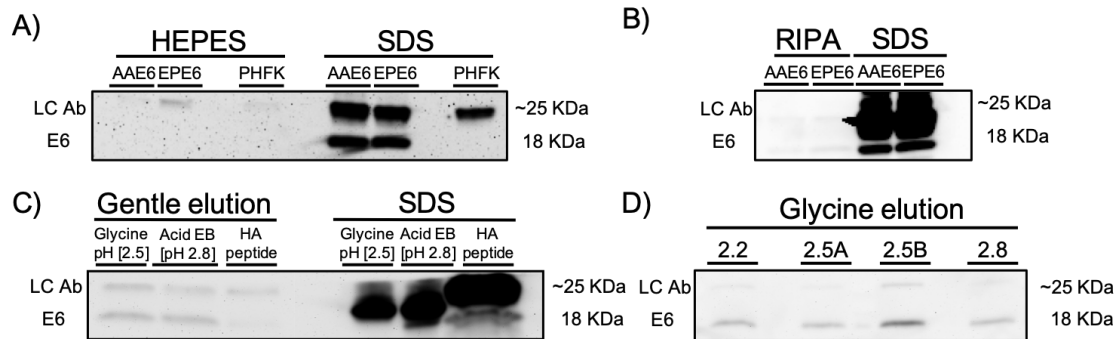 A)
HEPES SDS
AAE6 EPE6 PHFK AAE6 EPE6 PHFK
LC Ab ~25 KDa
E6 18 KDa
B)
RIPA SDS
AAE6 EPE6 AAE6 EPE6
LC Ab ~25 KDa
E6 18 KDa
C)
Gentle elution SDS
Glycine Acid EB HA Glycine Acid EB HA
pH [2.5] [pH 2.8] peptide pH [2.5] [pH 2.8] peptide
LC Ab ~25 KDa
E6 18 KDa
D)
Glycine elution
2.2 2.5A 2.5B 2.8
LC Ab ~25 KDa
E6 18 KDa